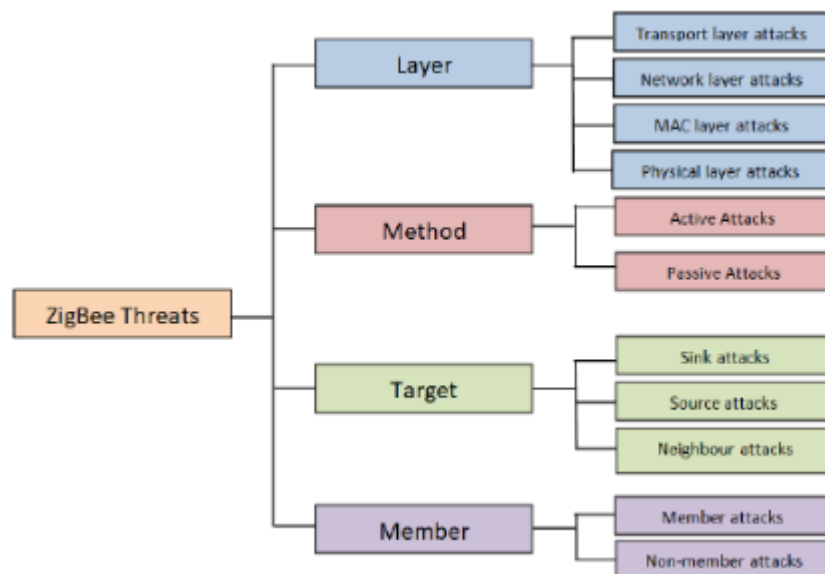 Transport layer attacks
Layer
Network layer attacks
MAC layer attacks
Physical layer attacks
Method
Active Attacks
Passive Attacks
ZigBee Threats
Target
Sink attacks
Source attacks
Neighbour attacks
Member
Member attacks
Non-member attacks